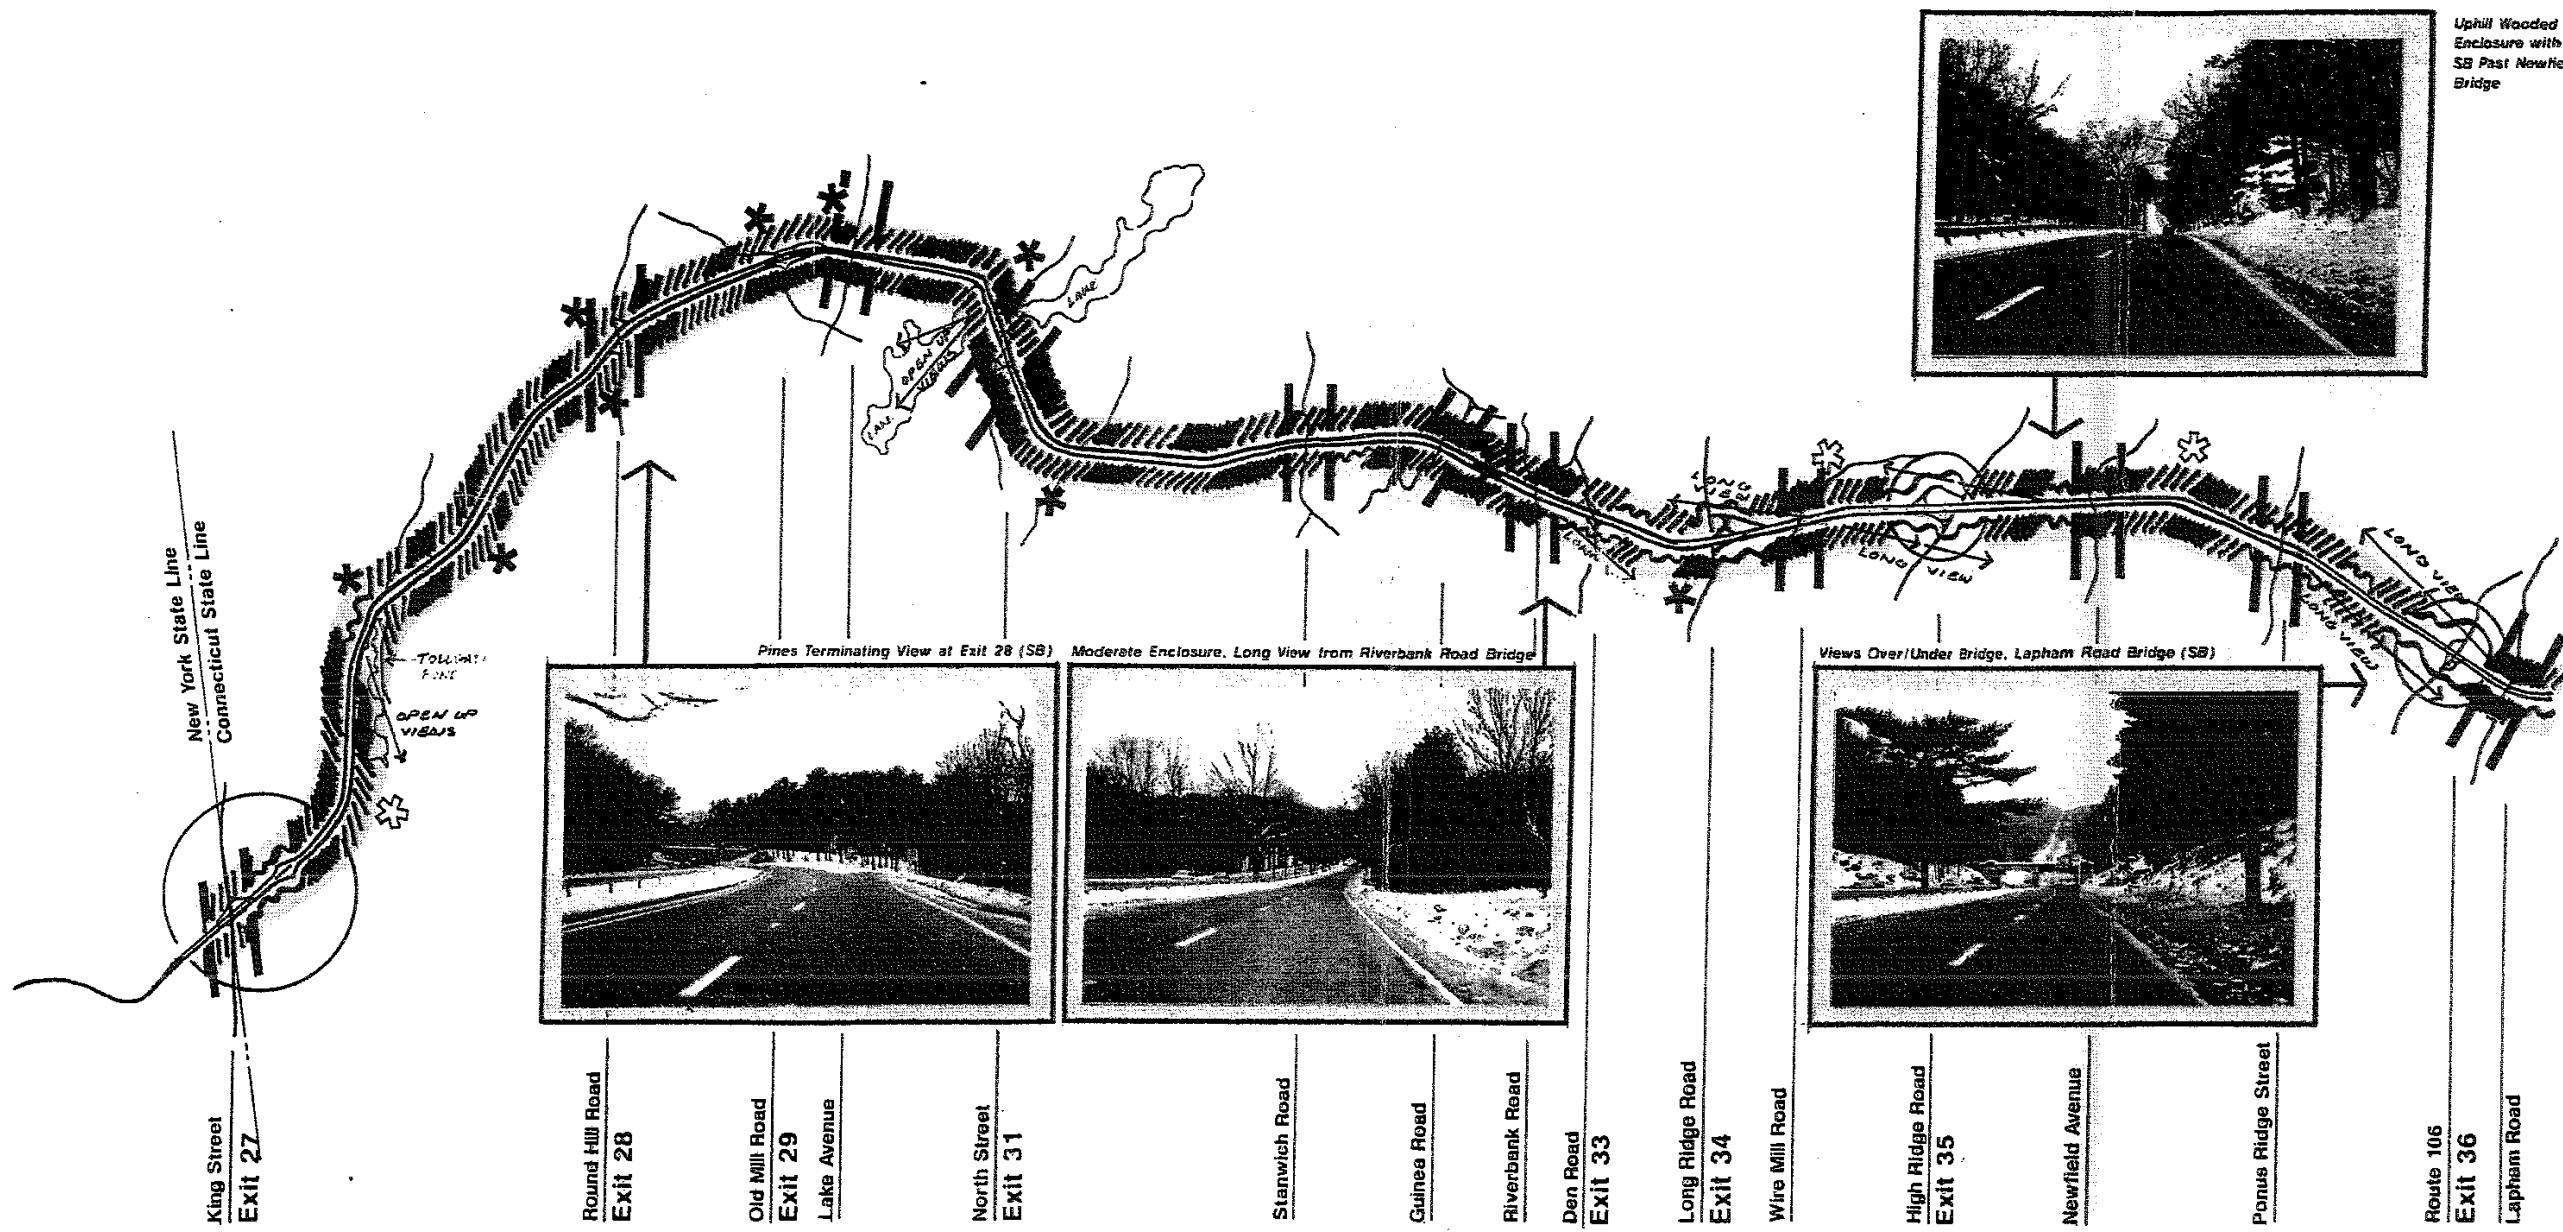 Uphill Wooded
Enclosure with
SB Past
Bridge
LAKE
OPEN UP
VIEWS
LAKE
New York State Line
Connecticut State Line
OPEN UP
VIEWS
LONG
VIEW
LONG
LONG VIEW
LONG VIEW
LONG VIEW
Pines Terminating View at Exit 28 (SB)
Moderate Enclosure, Long View from Riverbank Road Bridge
Views Over/Under Bridge, Lapham Road Bridge (SB)
King Street
Exit 27
Round Hill Road
Exit 28
Old Mill Road
Exit 29
Lake Avenue
North Street
Exit 31
Stanwich Road
Guinea Road
Riverbank Road
Den Road
Exit 33
Long Ridge Road
Exit 34
Wire Mill Road
High Ridge Road
Exit 35
Newfield Avenue
Ponus Ridge Street
Route 106
Exit 36
Lapham Road